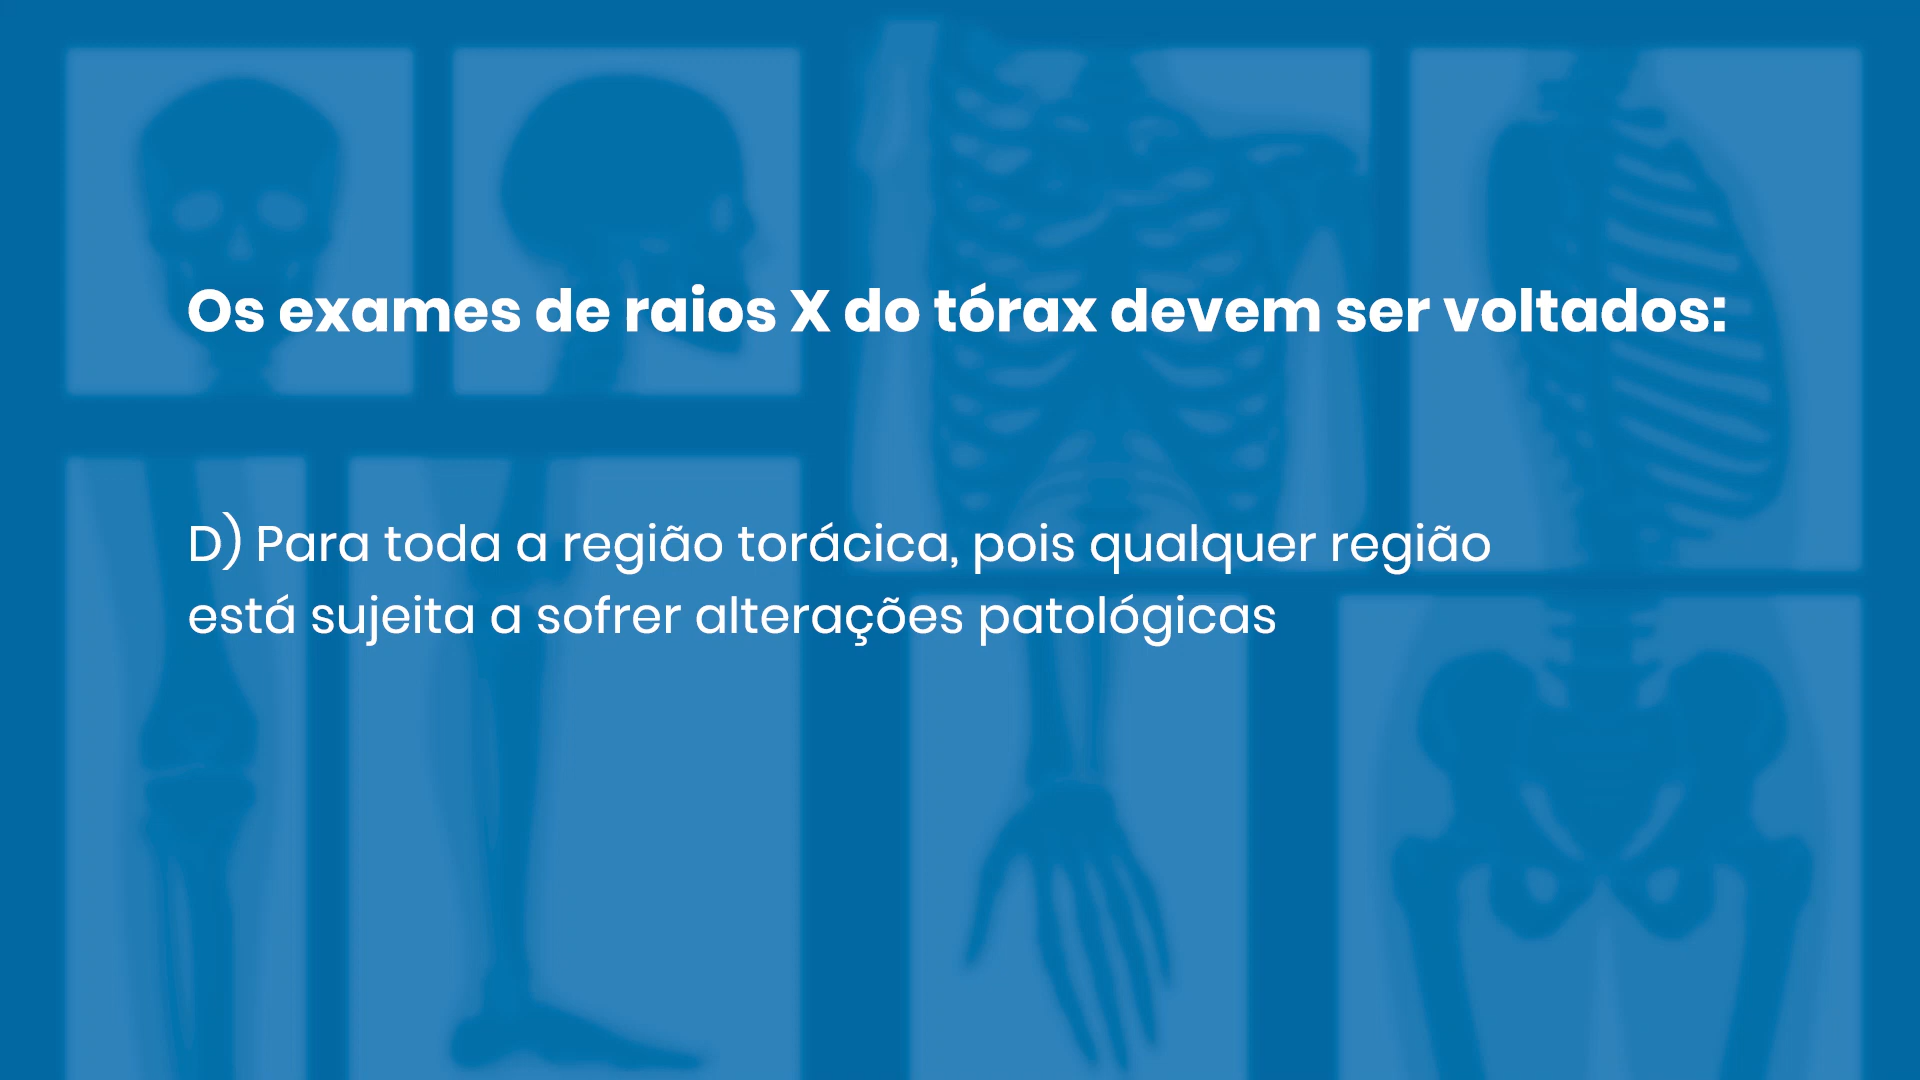 Os exames de raios X do tórax devem ser voltados:
D) Para toda a região torácica, pois qualquer região
está sujeita a sofrer alterações patológicas